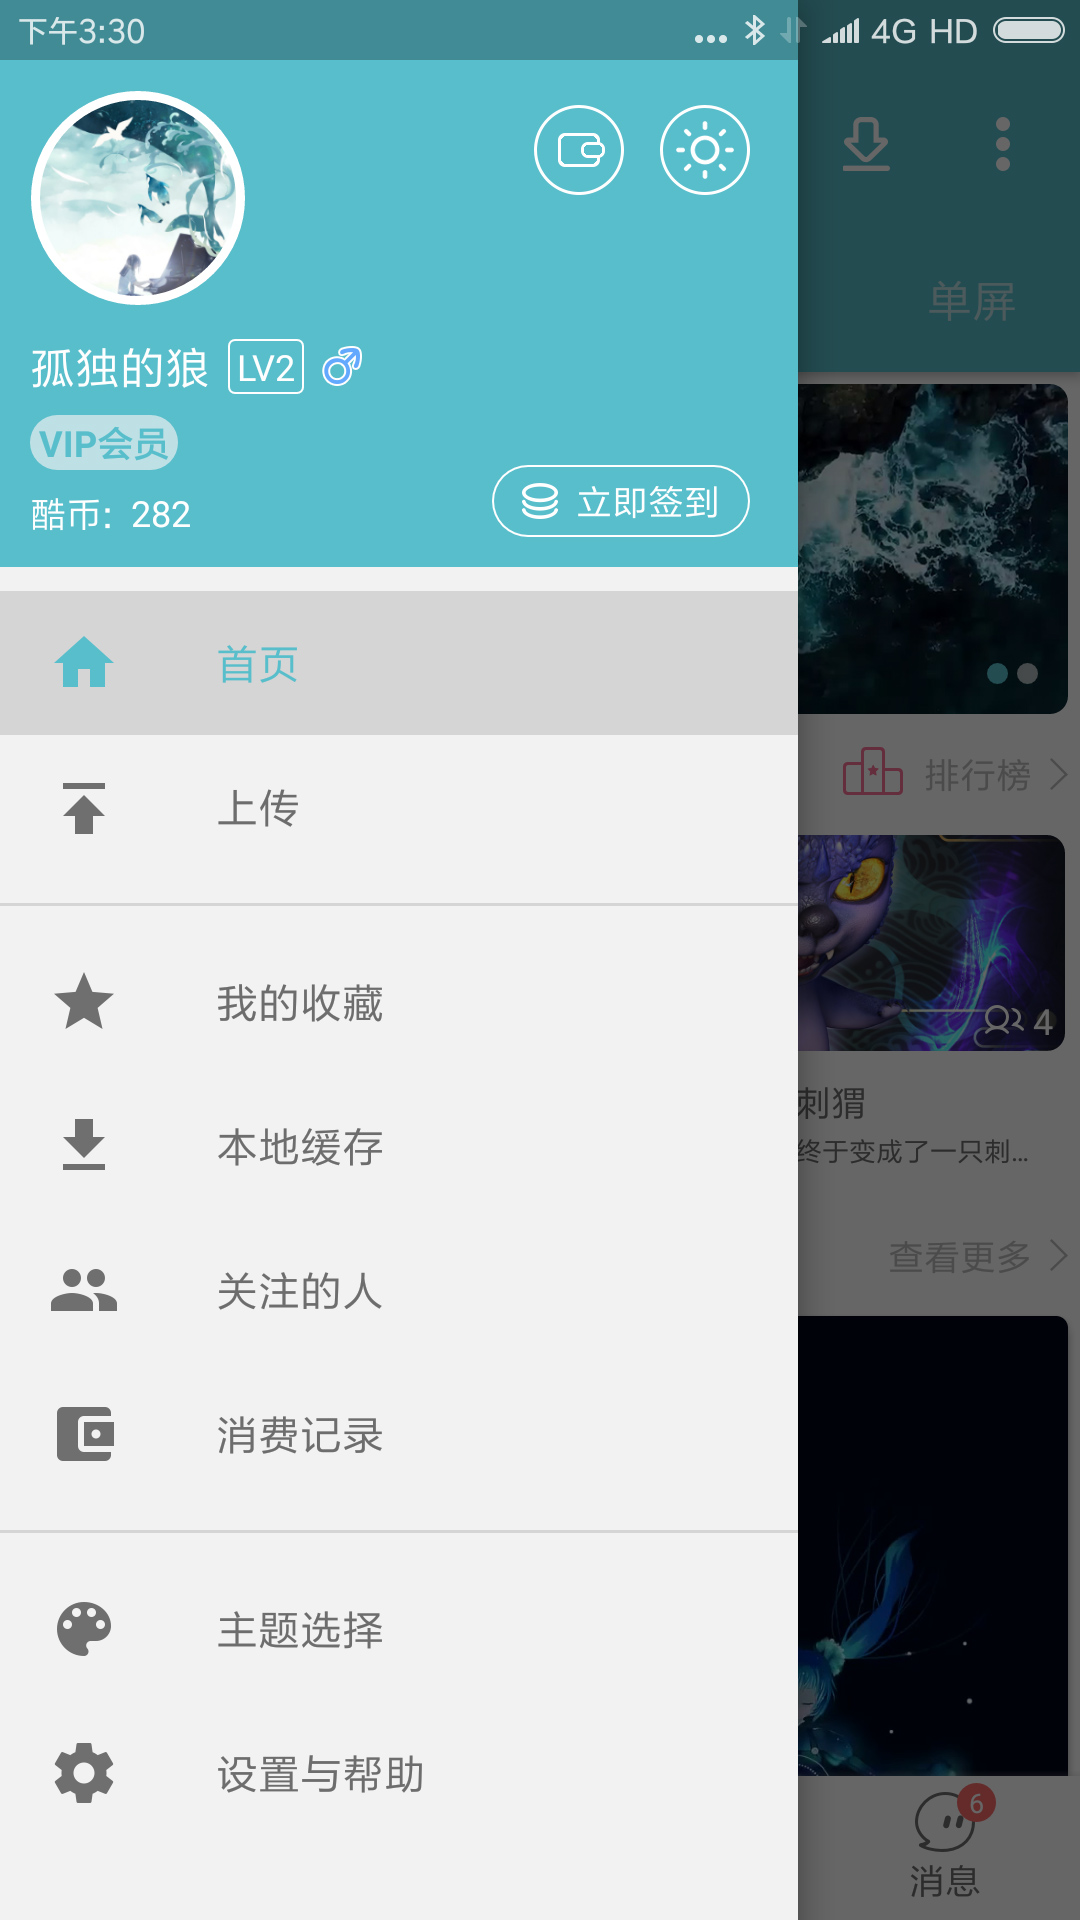 下午3:30
4G HD
单屏
孤独的狼 LV2
VIP会员
酷币: 282
立即签到
首页
上传
排行榜
我的收藏
4
刺猬
本地缓存
终于变成了一只刺...
查看更多
关注的人
消费记录
主题选择
设置与帮助
6
消息